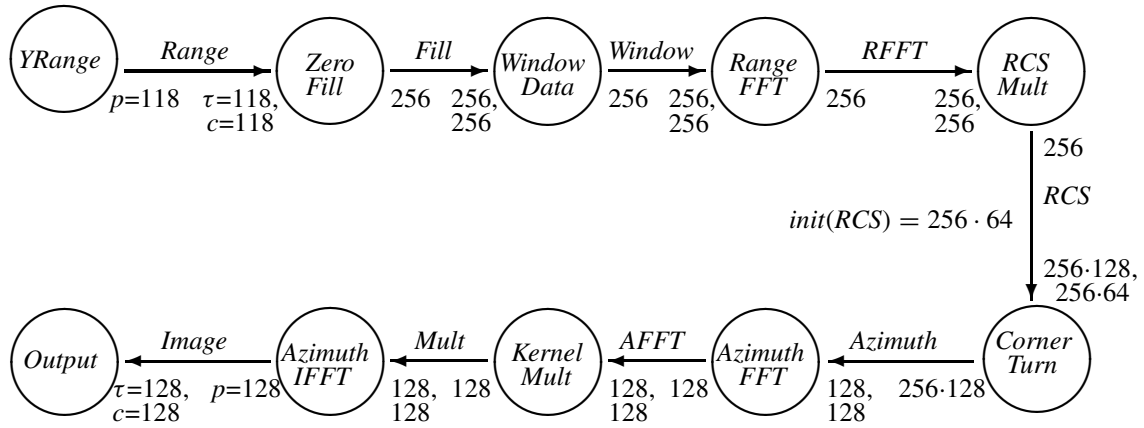 YRange
Range
p=118
τ=118,
c=118
Zero
Fill
Fill
256
256,
256
Window
Data
Window
256
256,
256
Range
FFT
RFFT
256
256,
256
RCS
Mult
256
RCS
init(RCS) = 256 · 64
256·128,
256·64
Corner
Turn
Azimuth
256·128
128,
128
Azimuth
FFT
AFFT
128
128,
128
Kernel
Mult
Mult
128
128,
128
Azimuth
IFFT
Image
p=128
τ=128,
c=128
Output